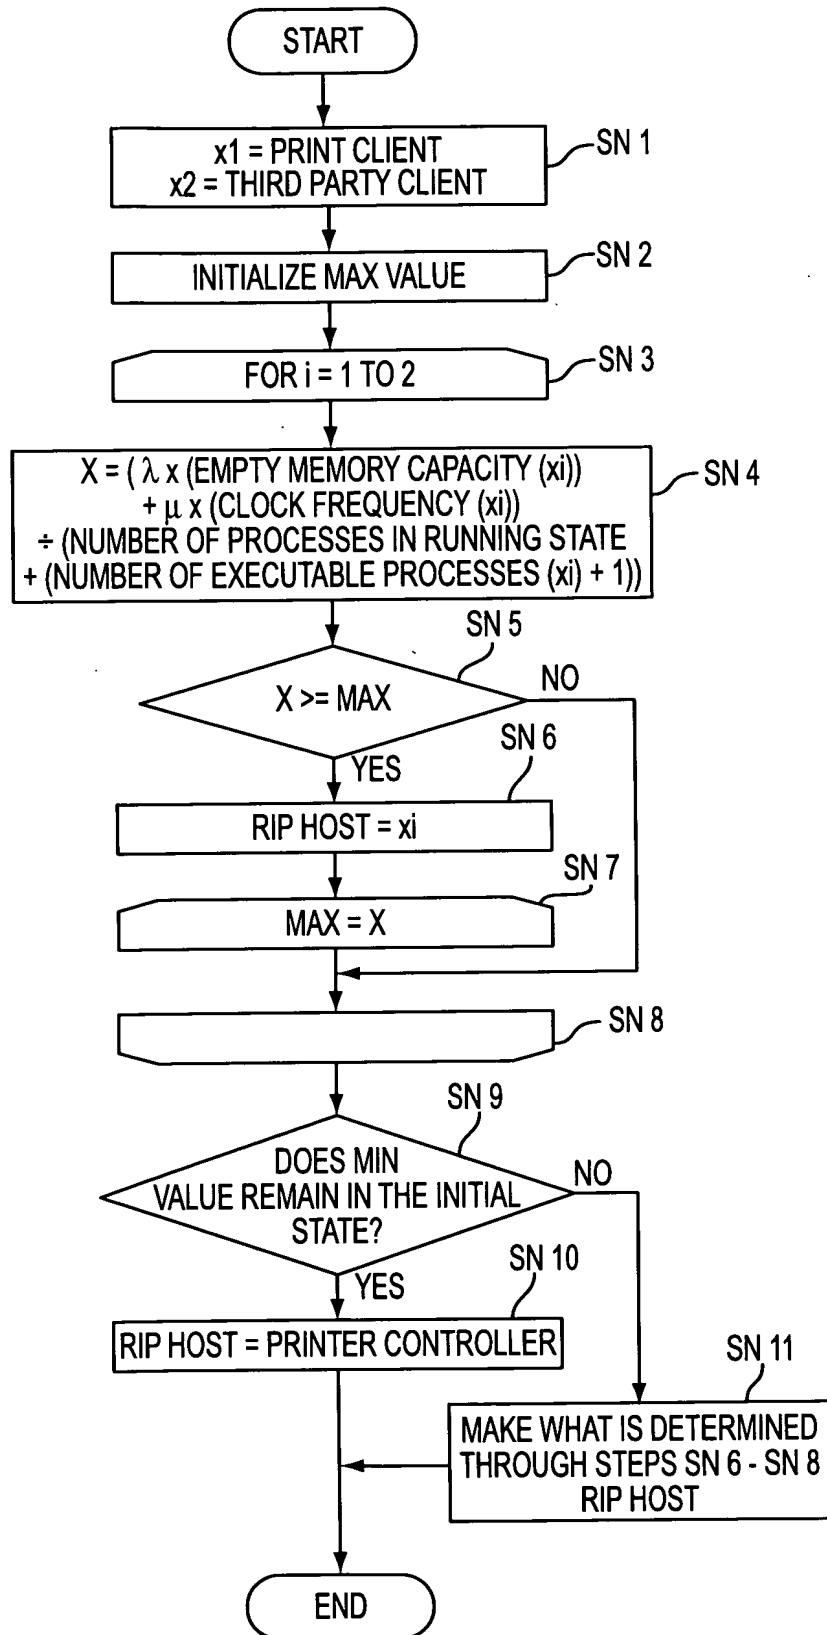 START
x1 = PRINT CLIENT
x2 = THIRD PARTY CLIENT
SN 1
INITIALIZE MAX VALUE
SN 2
FOR i = 1 TO 2
SN 3
X = ( λ x (EMPTY MEMORY CAPACITY (xi))
+ μ x (CLOCK FREQUENCY (xi))
÷ (NUMBER OF PROCESSES IN RUNNING STATE
+ (NUMBER OF EXECUTABLE PROCESSES (xi) + 1))
SN 4
SN 5
X >= MAX
NO
YES
SN 6
RIP HOST = xi
SN 7
MAX = X
SN 8
SN 9
DOES MIN
VALUE REMAIN IN THE INITIAL
STATE?
NO
YES
SN 10
RIP HOST = PRINTER CONTROLLER
SN 11
MAKE WHAT IS DETERMINED
THROUGH STEPS SN 6 - SN 8
RIP HOST
END